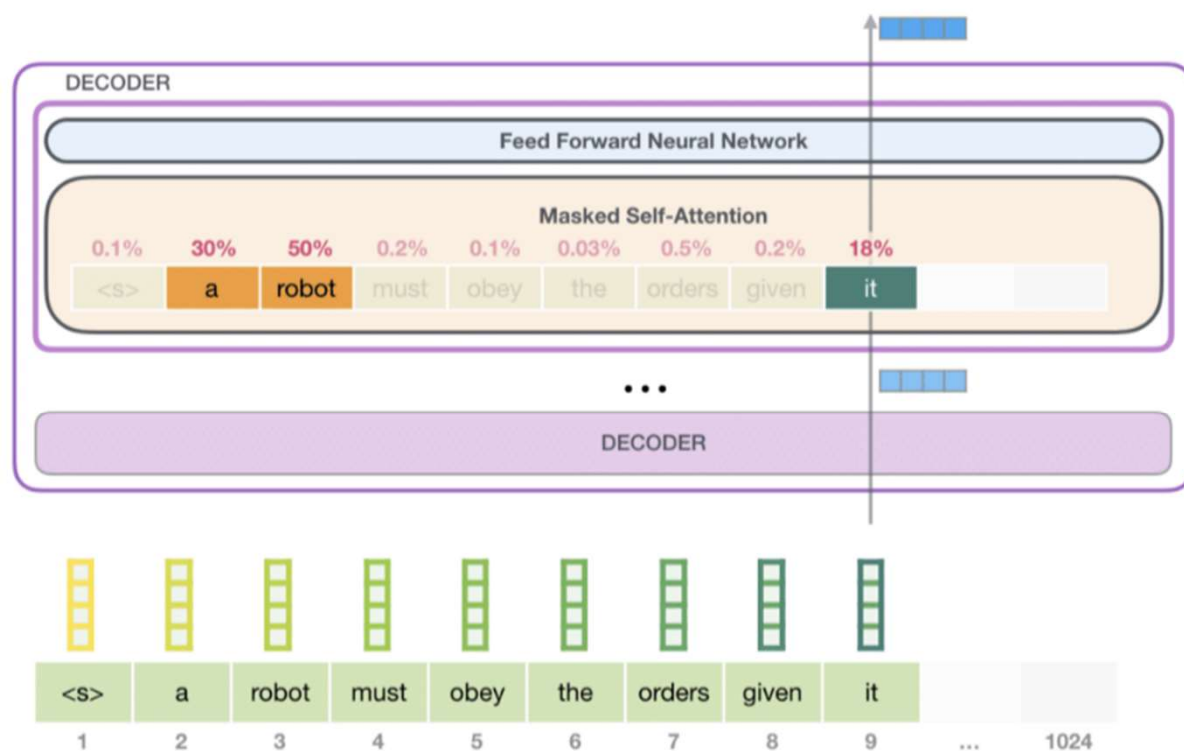 DECODER
Feed Forward Neural Network
Masked Self-Attention
0.1% 30% 50% 0.2% 0.1% 0.03% 0.5% 0.2% 18%
<s> a robot must obey the orders given it
...
DECODER
<s> a robot must obey the orders given it
1 2 3 4 5 6 7 8 9 ... 1024